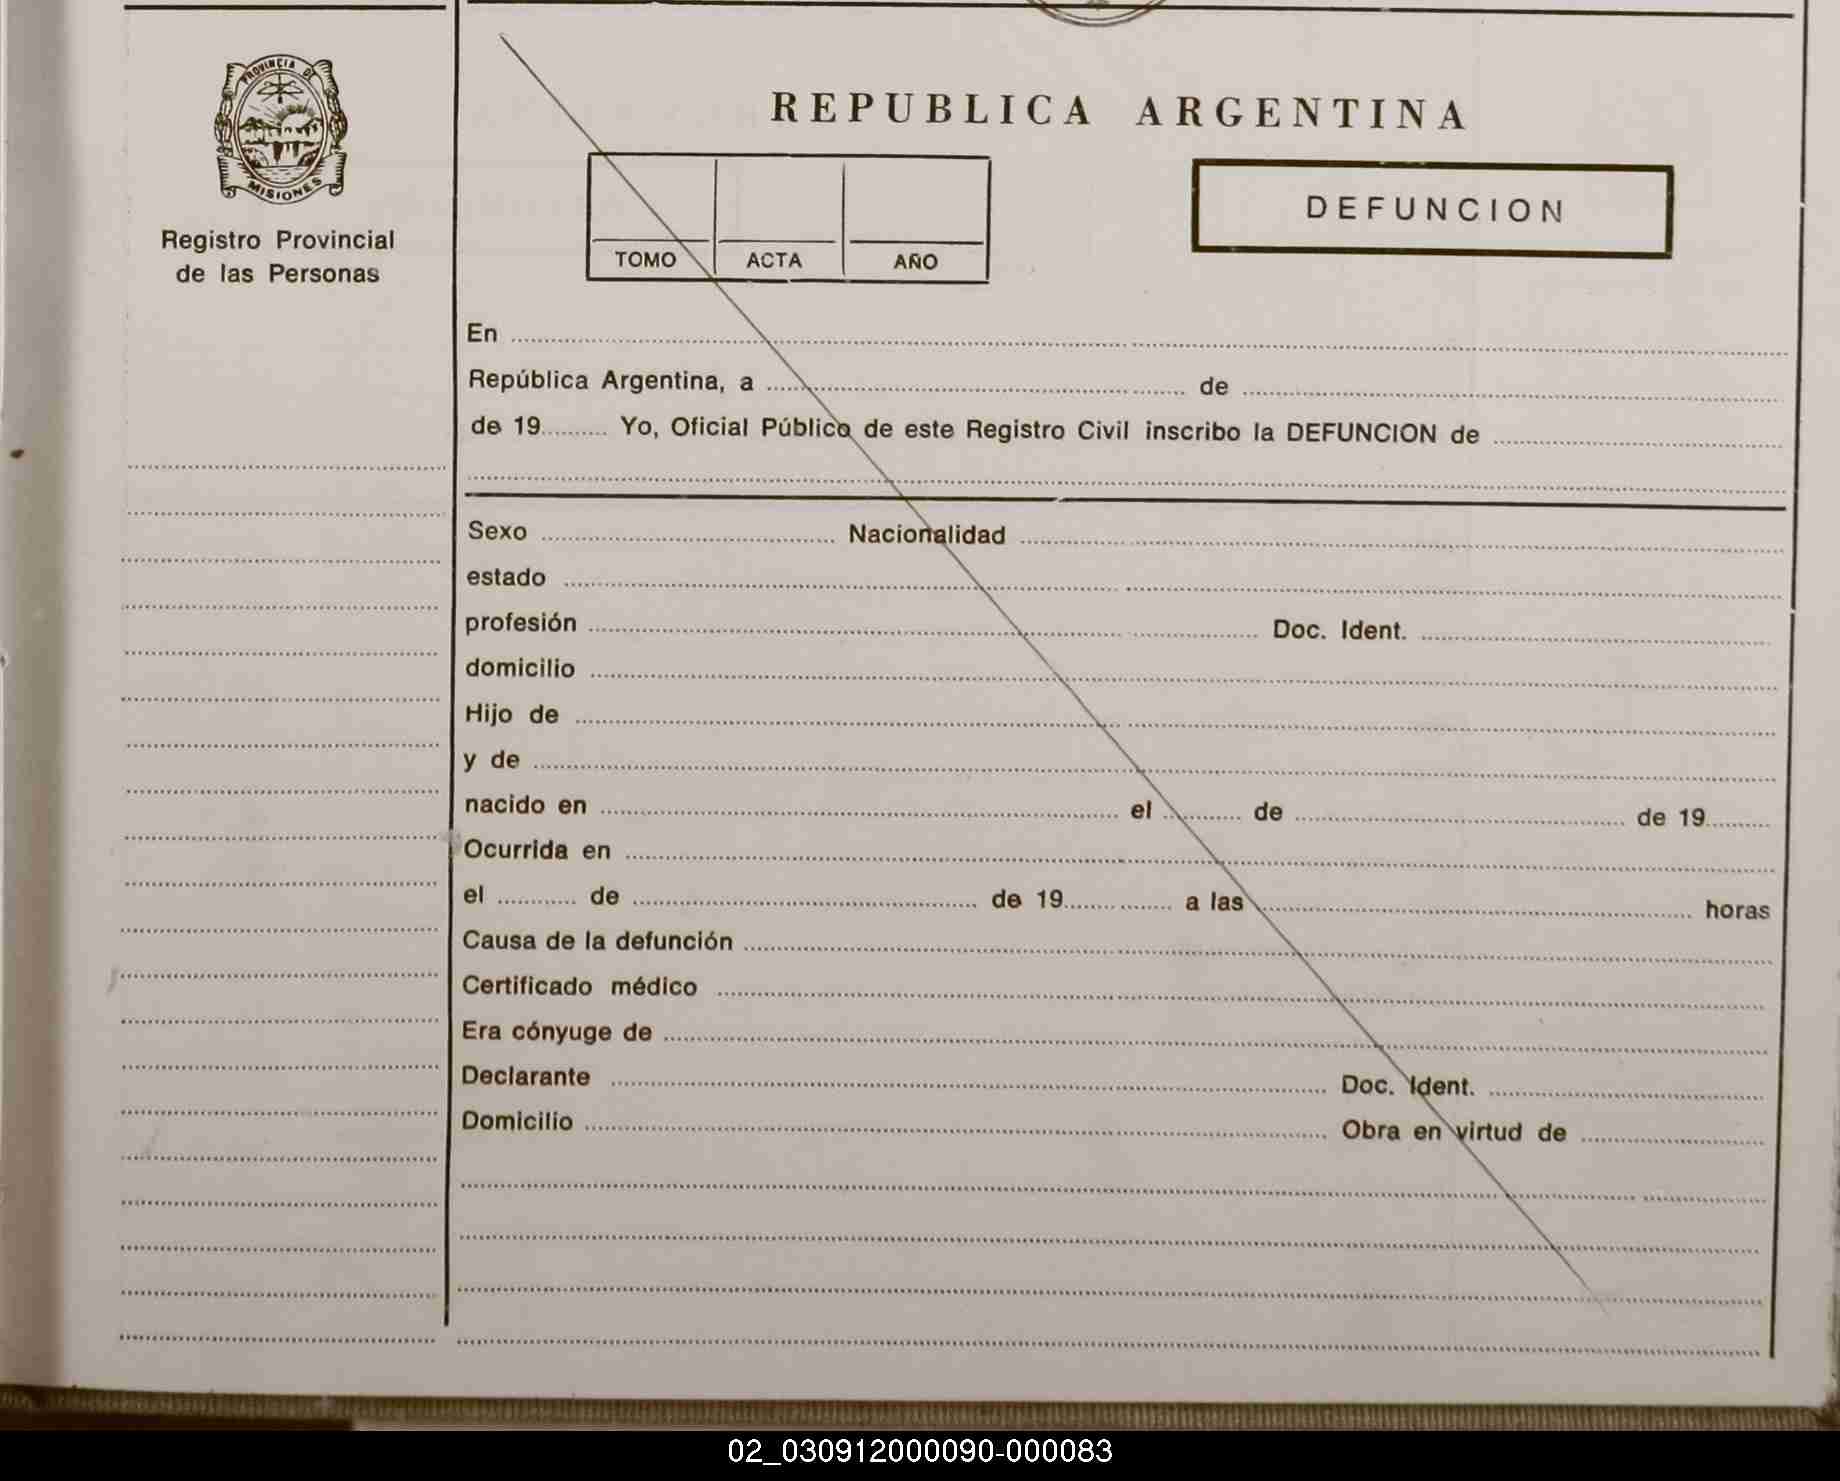 PROVINCIA DE
MISIONES
Registro Provincial
de las Personas
REPUBLICA ARGENTINA
TOMO ACTA AÑO
DEFUNCION
En
República Argentina, a de
de 19 Yo, Oficial Público de este Registro Civil inscribo la DEFUNCION de
Sexo Nacionalidad
estado
profesión Doc. Ident.
domicilio
Hijo de
y de
nacido en el de de 19
Ocurrida en
el de de 19 a las horas
Causa de la defunción
Certificado médico
Era cónyuge de
Declarante Doc. Ident.
Domicilio Obra en virtud de
02_030912000090-000083